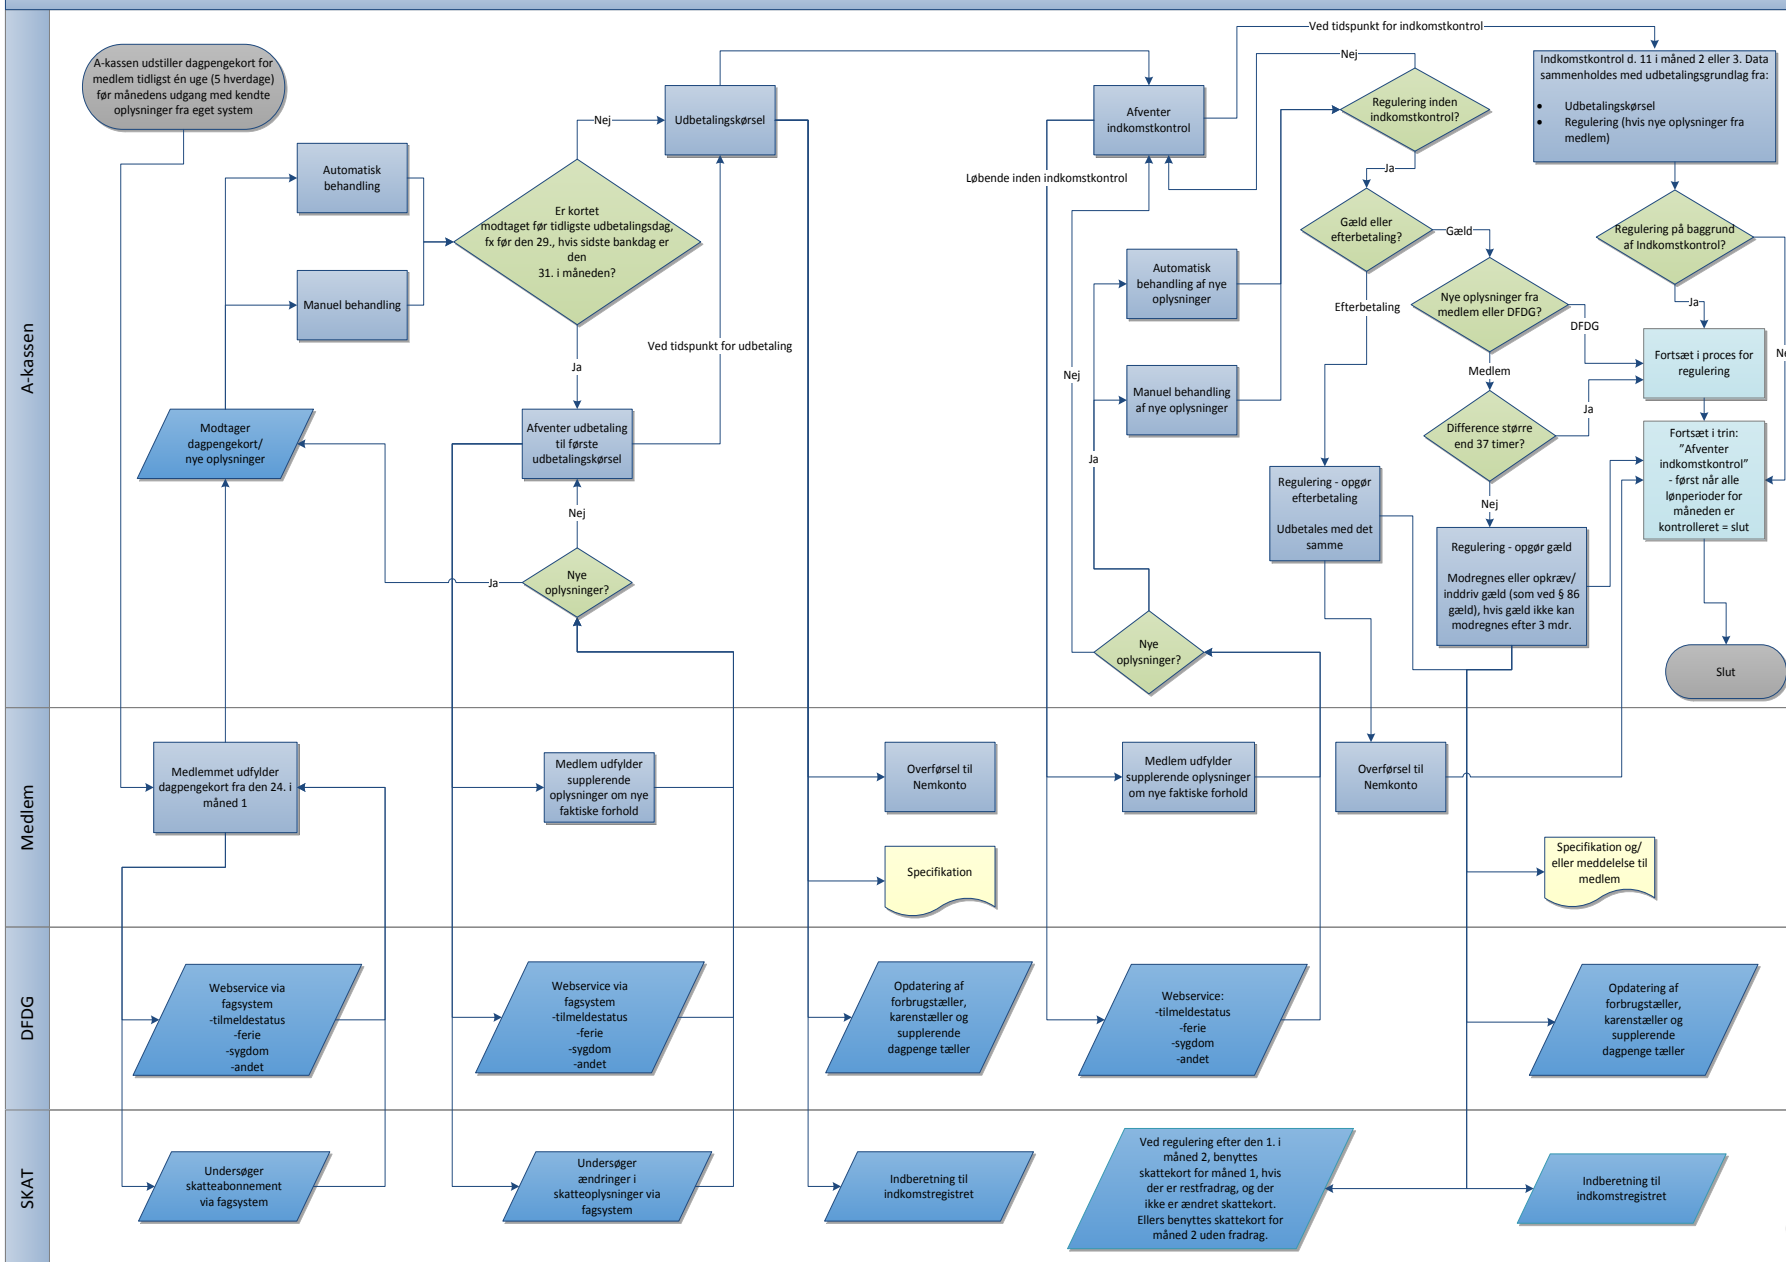 A-kassen
Medlem
DFDG
SKAT
A-kassen udstiller dagpengekort for
medlem tidligst én uge (5 hverdage)
før månedens udgang med kendte
oplysninger fra eget system
Automatisk
behandling
Manuel behandling
Modtager
dagpengekort/
nye oplysninger
Er kortet
modtaget før tidligste udbetalingsdag,
fx før den 29., hvis sidste bankdag er
den
31. i måneden?
Nej
Ja
Udbetalingskørsel
Ved tidspunkt for udbetaling
Afventer udbetaling
til første
udbetalingskørsel
Nej
Nye
oplysninger?
Ja
Afventer
indkomstkontrol
Ved tidspunkt for indkomstkontrol
Løbende inden indkomstkontrol
Nej
Regulering inden
indkomstkontrol?
Ja
Gæld eller
efterbetaling?
Gæld
Efterbetaling
Automatisk
behandling af nye
oplysninger
Manuel behandling
af nye oplysninger
Nej
Ja
Nye
oplysninger?
Nye oplysninger fra
medlem eller DFDG?
DFDG
Medlem
Difference større
end 37 timer?
Ja
Nej
Regulering - opgør
efterbetaling
Udbetales med det
samme
Regulering - opgør gæld
Modregnes eller opkræv/
inddriv gæld (som ved § 86
gæld), hvis gæld ikke kan
modregnes efter 3 mdr.
Indkomstkontrol d. 11 i måned 2 eller 3. Data
sammenholdes med udbetalingsgrundlag fra:
• Udbetalingskørsel
• Regulering (hvis nye oplysninger fra
medlem)
Regulering på baggrund
af Indkomstkontrol?
Ja
Fortsæt i proces for
regulering
Fortsæt i trin:
”Afventer
indkomstkontrol”
- først når alle
lønperioder for
måneden er
kontrolleret = slut
Slut
Medlemmet udfylder
dagpengekort fra den 24. i
måned 1
Medlem udfylder
supplerende
oplysninger om nye
faktiske forhold
Overførsel til
Nemkonto
Specifikation
Medlem udfylder
supplerende oplysninger
om nye faktiske forhold
Overførsel til
Nemkonto
Specifikation og/
eller meddelelse til
medlem
Webservice via
fagsystem
-tilmeldestatus
-ferie
-sygdom
-andet
Webservice via
fagsystem
-tilmeldestatus
-ferie
-sygdom
-andet
Opdatering af
forbrugstæller,
karenstæller og
supplerende
dagpenge tæller
Webservice:
-tilmeldestatus
-ferie
-sygdom
-andet
Opdatering af
forbrugstæller,
karenstæller og
supplerende
dagpenge tæller
Undersøger
skatteabonnement
via fagsystem
Undersøger
ændringer i
skatteoplysninger via
fagsystem
Indberetning til
indkomstregistret
Ved regulering efter den 1. i
måned 2, benyttes
skattekort for måned 1, hvis
der er restfradrag, og der
ikke er ændret skattekort.
Ellers benyttes skattekort for
måned 2 uden fradrag.
Indberetning til
indkomstregistret